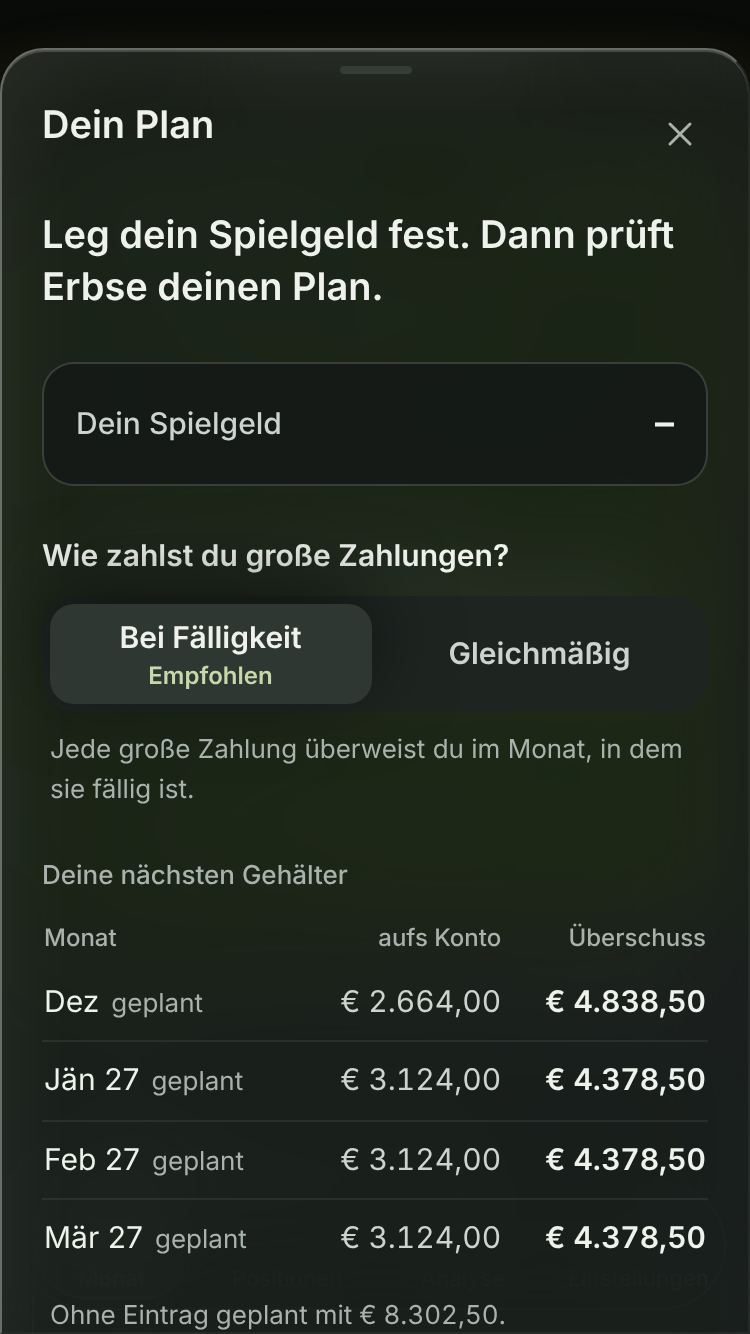 Dein Plan
Leg dein Spielgeld fest. Dann prüft
Erbse deinen Plan.
Dein Spielgeld –
Wie zahlst du große Zahlungen?
Bei Fälligkeit
Empfohlen
Gleichmäßig
Jede große Zahlung überweist du im Monat, in dem
sie fällig ist.
Deine nächsten Gehälter
Monat aufs Konto Überschuss
Dez geplant € 2.664,00 € 4.838,50
Jän 27 geplant € 3.124,00 € 4.378,50
Feb 27 geplant € 3.124,00 € 4.378,50
Mär 27 geplant € 3.124,00 € 4.378,50
Monat Positionen Analyse Einstellungen
Ohne Eintrag geplant mit € 8.302,50.